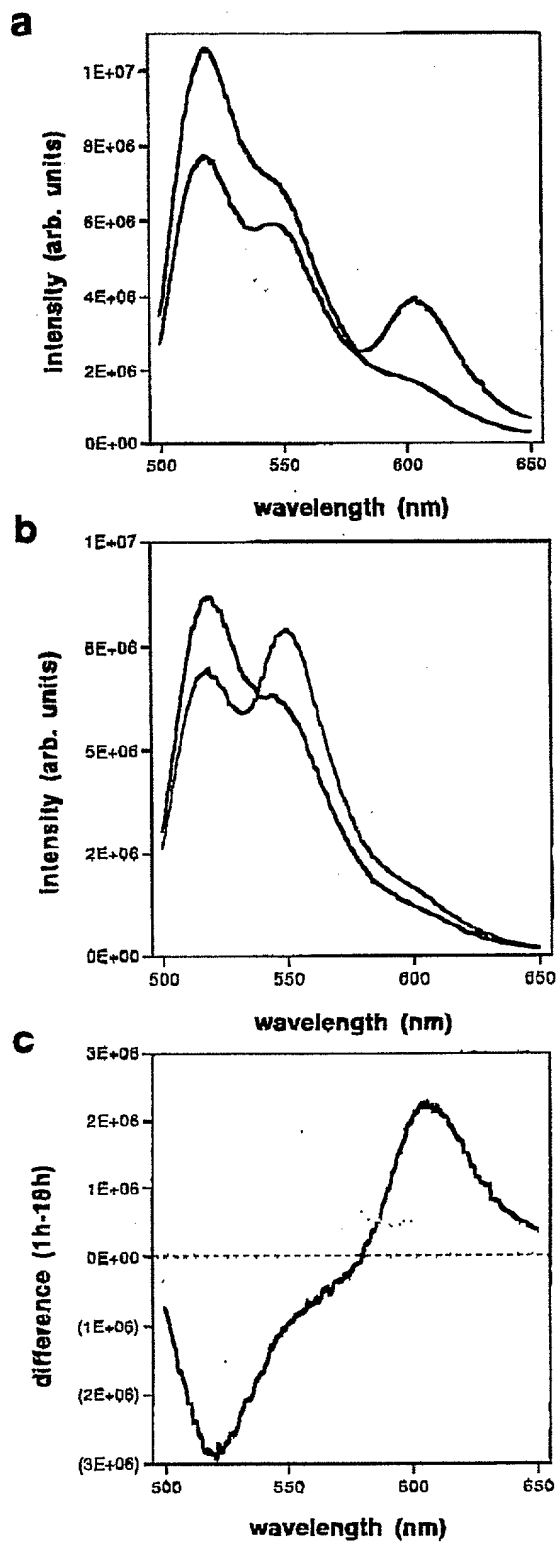 a
intensity (arb. units)
1E+07
8E+06
6E+06
4E+06
2E+06
0E+00
500 550 600 650
wavelength (nm)
b
intensity (arb. units)
1E+07
8E+06
5E+06
2E+06
0E+00
500 550 600 650
wavelength (nm)
c
difference (1h-18h)
3E+06
2E+06
1E+06
0E+00
(1E+06)
(2E+06)
(3E+06)
500 550 600 650
wavelength (nm)